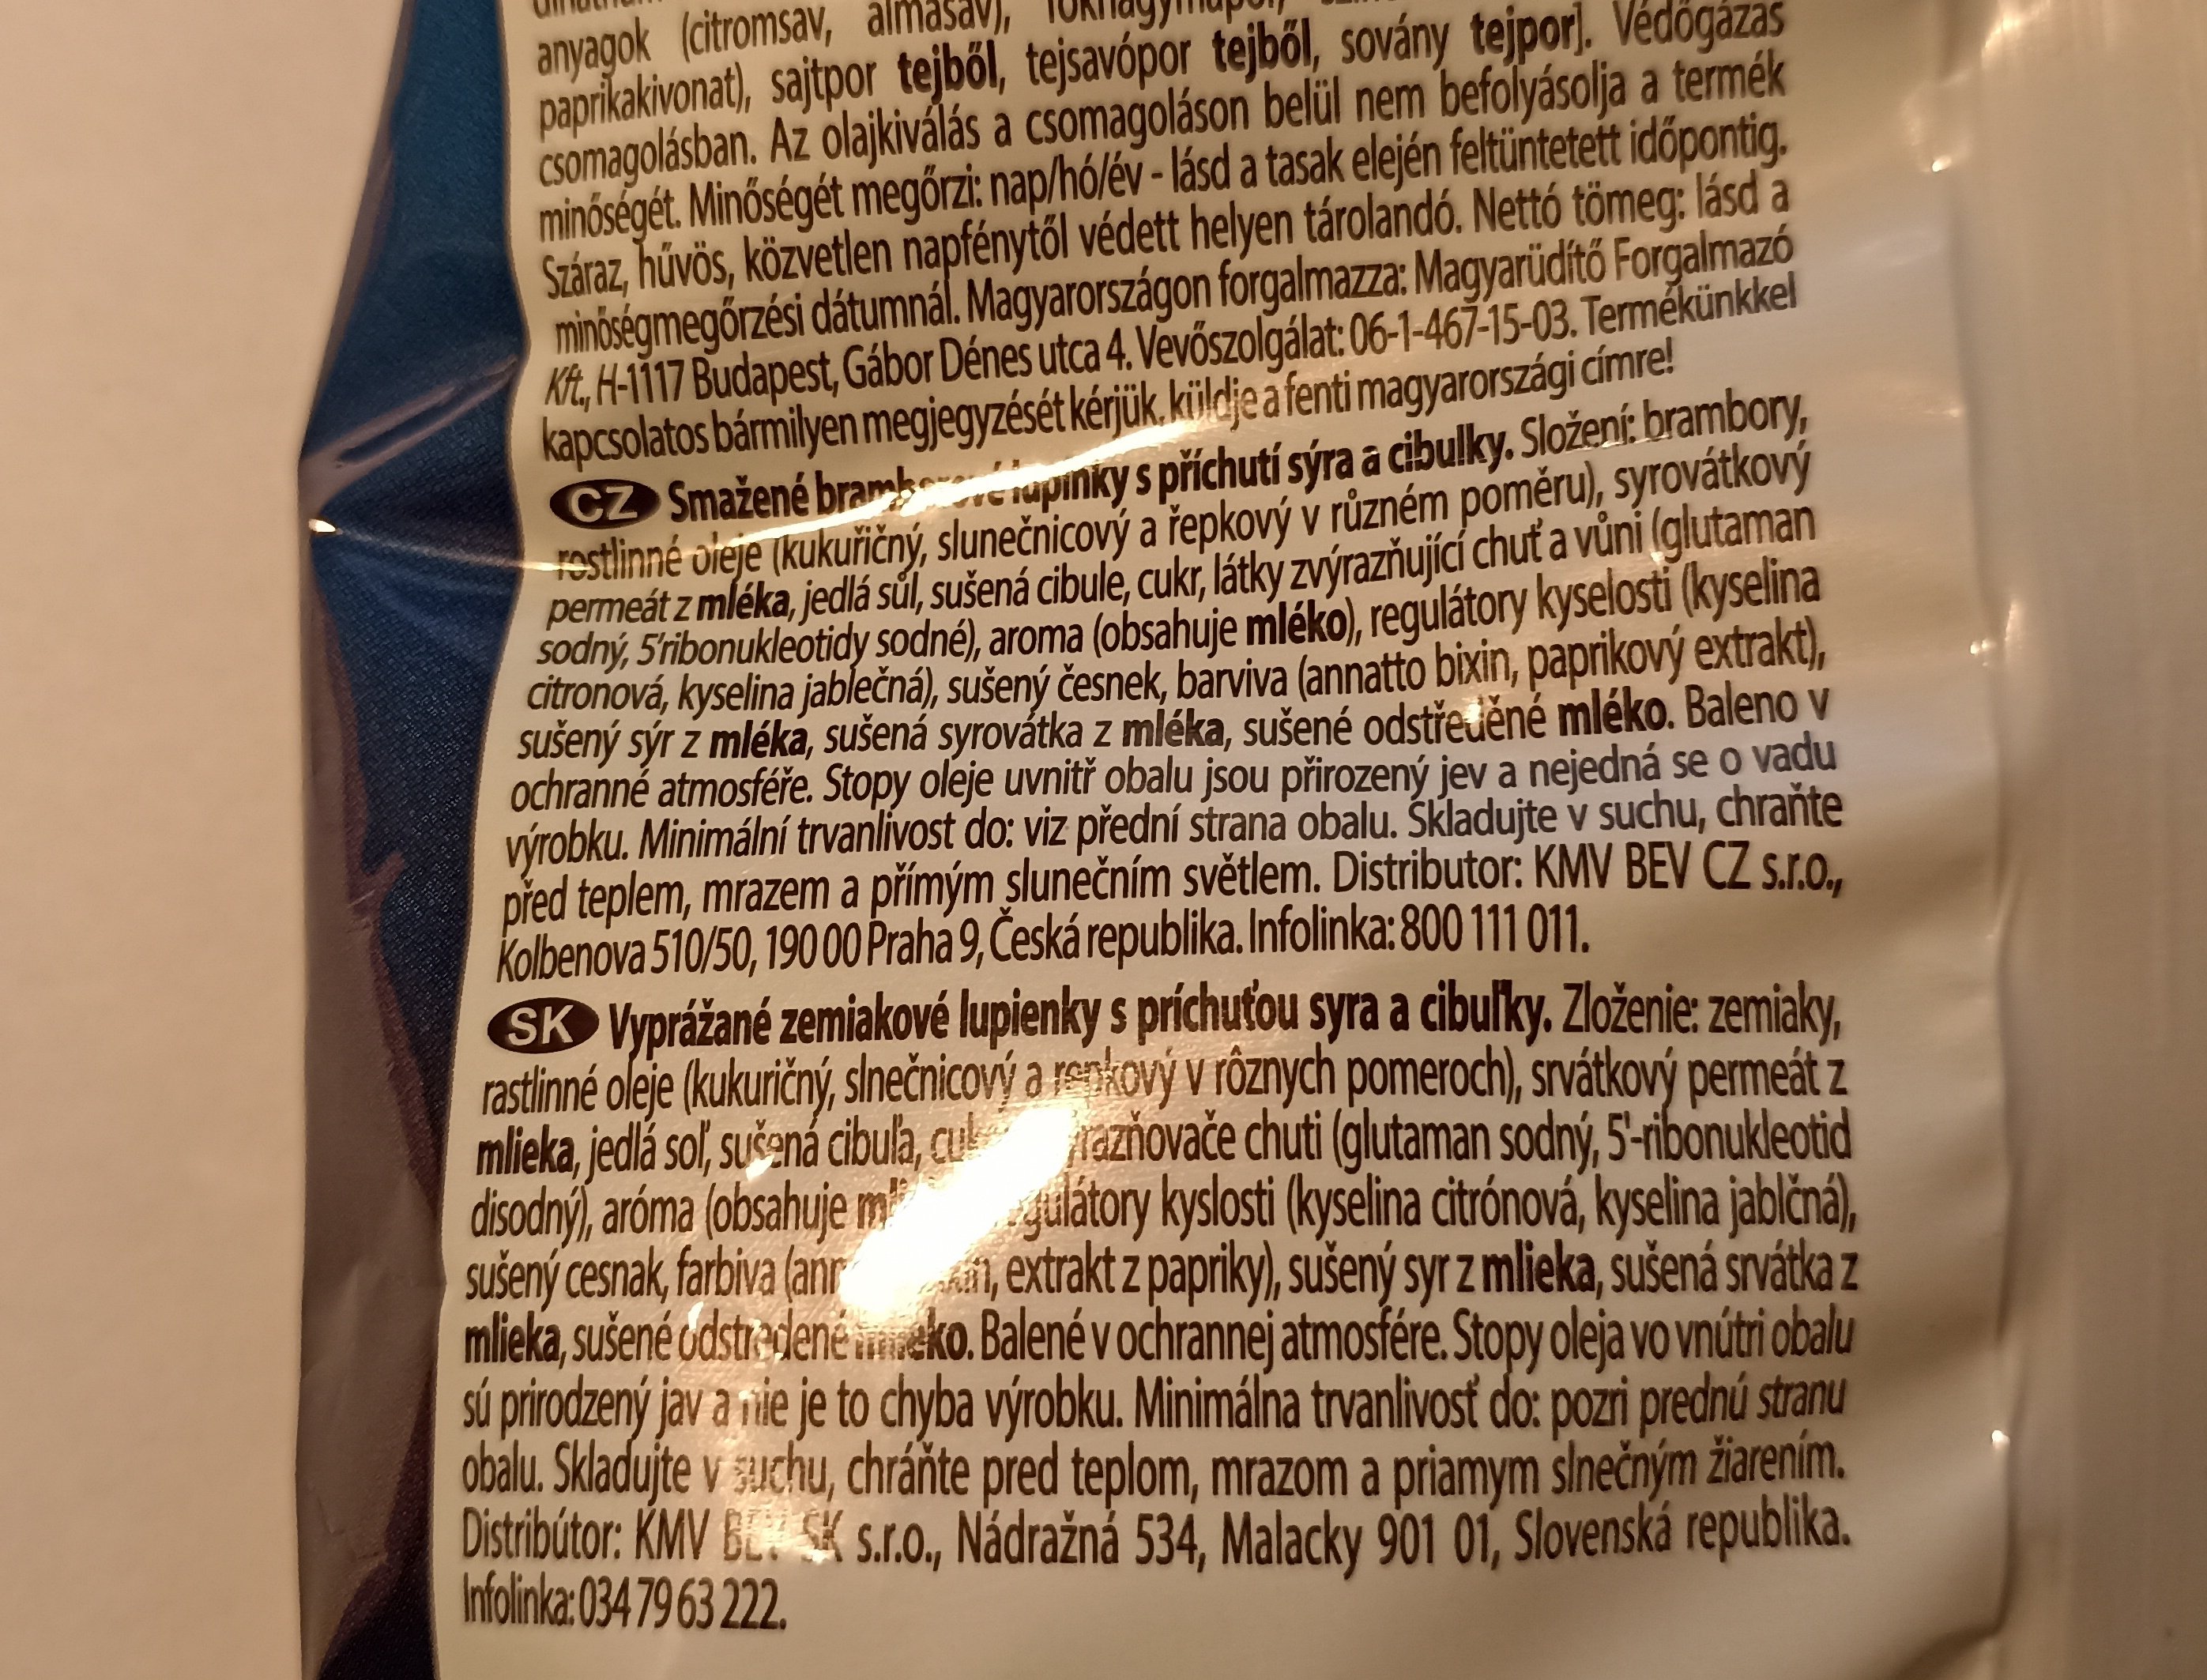 anyagok (citromsav, almasav),
paprikakivonat), sajtpor tejből, tejsavópor tejből, sovány tejpor]. Védőgázas
csomagolásban. Az olajkiválás a csomagoláson belül nem befolyásolja a termék
minőségét. Minőségét megőrzi: nap/hó/év - lásd a tasak elején feltüntetett időpontig.
Száraz, hűvös, közvetlen napfénytől védett helyen tárolandó. Nettó tömeg: lásd a
minőségmegőrzési dátumnál. Magyarországon forgalmazza: Magyarüdítő Forgalmazó
Kft., H-1117 Budapest, Gábor Dénes utca 4. Vevőszolgálat: 06-1-467-15-03. Termékünkkel
kapcsolatos bármilyen megjegyzését kérjük, küldje a fenti magyarországi címre!
CZ Smažené bramborové lupínky s příchutí sýra a cibulky. Složení: brambory,
rostlinné oleje (kukuřičný, slunečnicový a řepkový v různém poměru), syrovátkový
permeát z mléka, jedlá sůl, sušená cibule, cukr, látky zvýrazňující chuť a vůni (glutaman
sodný, 5'ribonukleotidy sodné), aroma (obsahuje mléko), regulátory kyselosti (kyselina
citronová, kyselina jablečná), sušený česnek, barviva (annatto bixin, paprikový extrakt),
sušený sýr z mléka, sušená syrovátka z mléka, sušené odstředěné mléko. Baleno v
ochranné atmosféře. Stopy oleje uvnitř obalu jsou přirozený jev a nejedná se o vadu
výrobku. Minimální trvanlivost do: viz přední strana obalu. Skladujte v suchu, chraňte
před teplem, mrazem a přímým slunečním světlem. Distributor: KMV BEV CZ s.r.o.,
Kolbenova 510/50, 190 00 Praha 9, Česká republika. Infolinka: 800 111 011.
SK Vyprážané zemiakové lupienky s príchuťou syra a cibuľky. Zloženie: zemiaky,
rastlinné oleje (kukuričný, slnečnicový a repkový v rôznych pomeroch), srvátkový permeát z
mlieka, jedlá soľ, sušená cibuľa, chuti (glutaman sodný, 5'-ribonukleotid
disodný), aróma (obsahuje kyslosti (kyselina citrónová, kyselina jablčná),
sušený cesnak, farbiva extrakt z papriky), sušený syr z mlieka, sušená srvátka z
mlieka, sušené odstredené mlieko. Balené v ochrannej atmosfére. Stopy oleja vo vnútri obalu
sú prirodzený jav a nie je to chyba výrobku. Minimálna trvanlivosť do: pozri prednú stranu
obalu. Skladujte v suchu, chráňte pred teplom, mrazom a priamym slnečným žiarením.
Distribútor: KMV BEV SK s.r.o., Nádražná 534, Malacky 901 01, Slovenská republika.
Infolinka: 034 79 63 222.